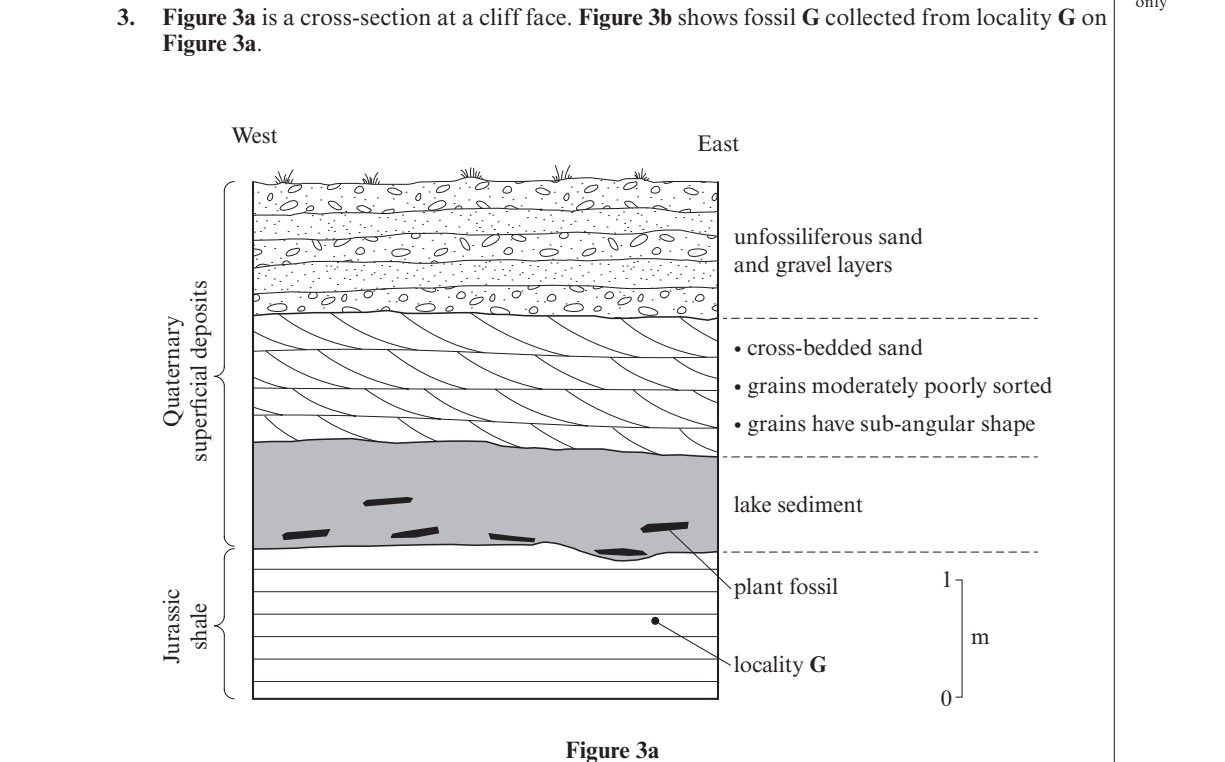 only
3. Figure 3a is a cross-section at a cliff face. Figure 3b shows fossil G collected from locality G on
Figure 3a.
West
East
Quaternary
superficial deposits
unfossiliferous sand
and gravel layers
• cross-bedded sand
• grains moderately poorly sorted
• grains have sub-angular shape
lake sediment
plant fossil
Jurassic
shale
locality G
1
m
0
Figure 3a